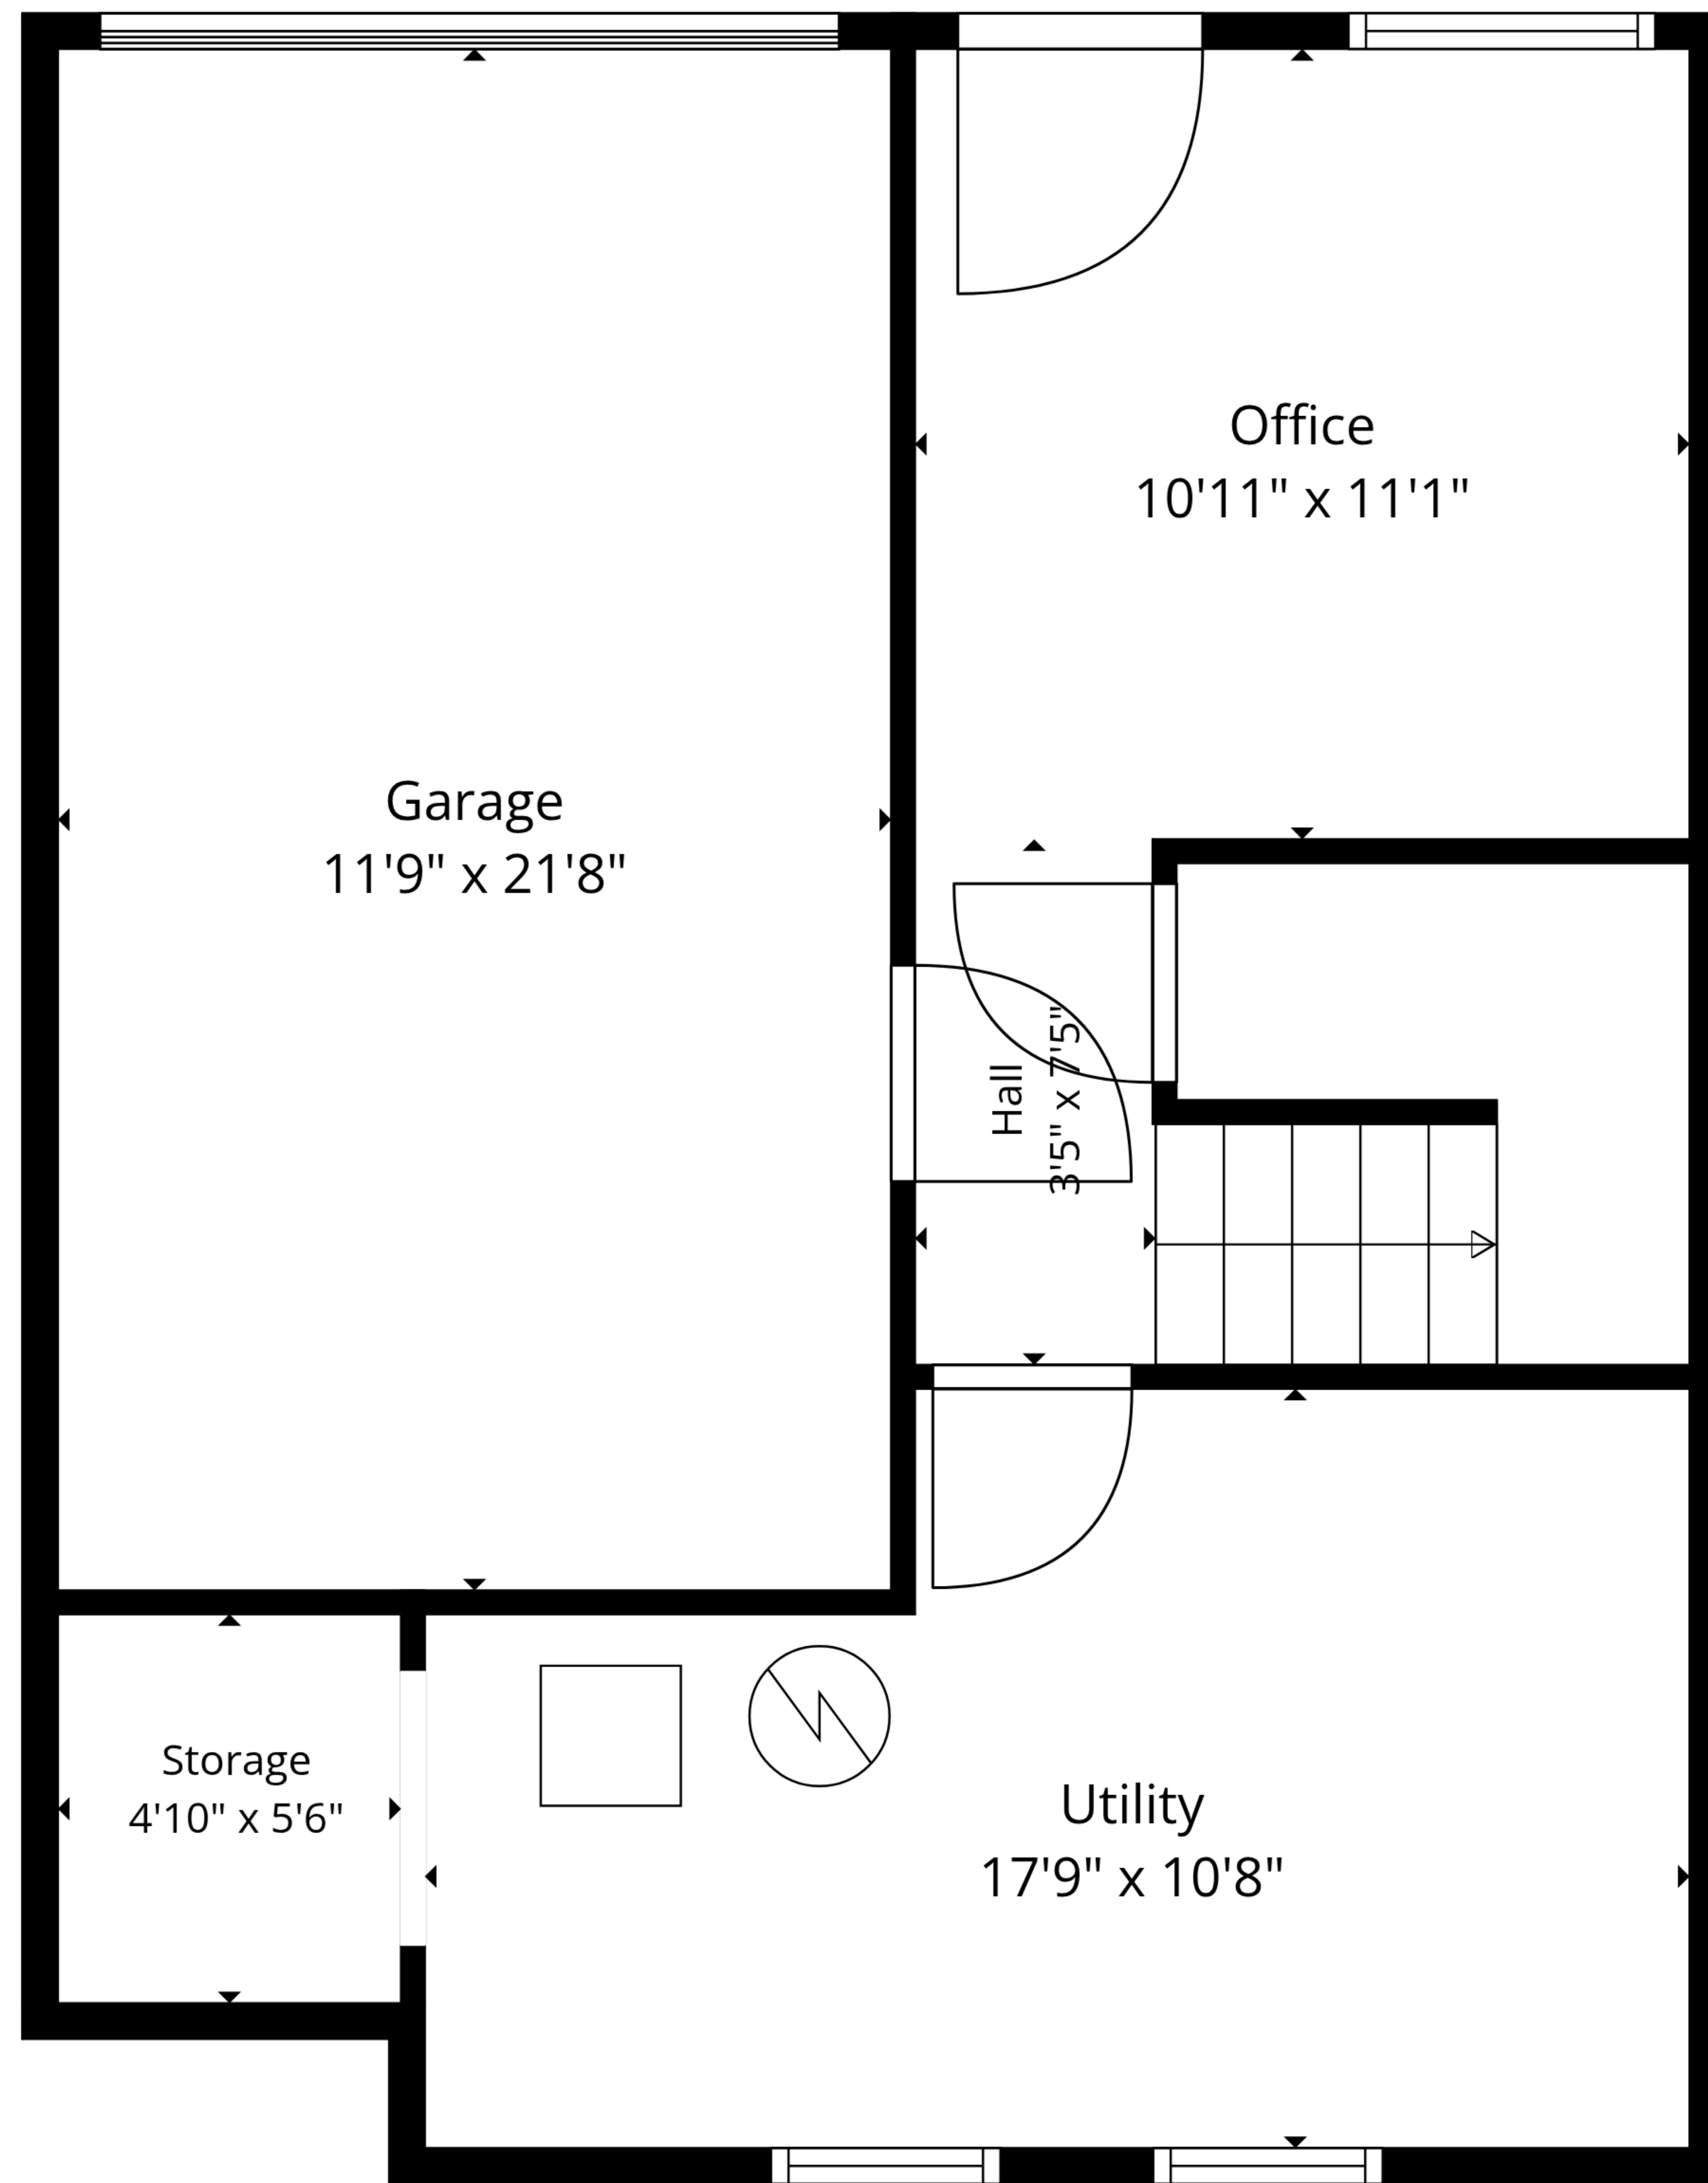 Office
10'11" x 11'1"
Garage
11'9" x 21'8"
Hall
3'5" x 7'5"
Storage
4'10" x 5'6"
Utility
17'9" x 10'8"